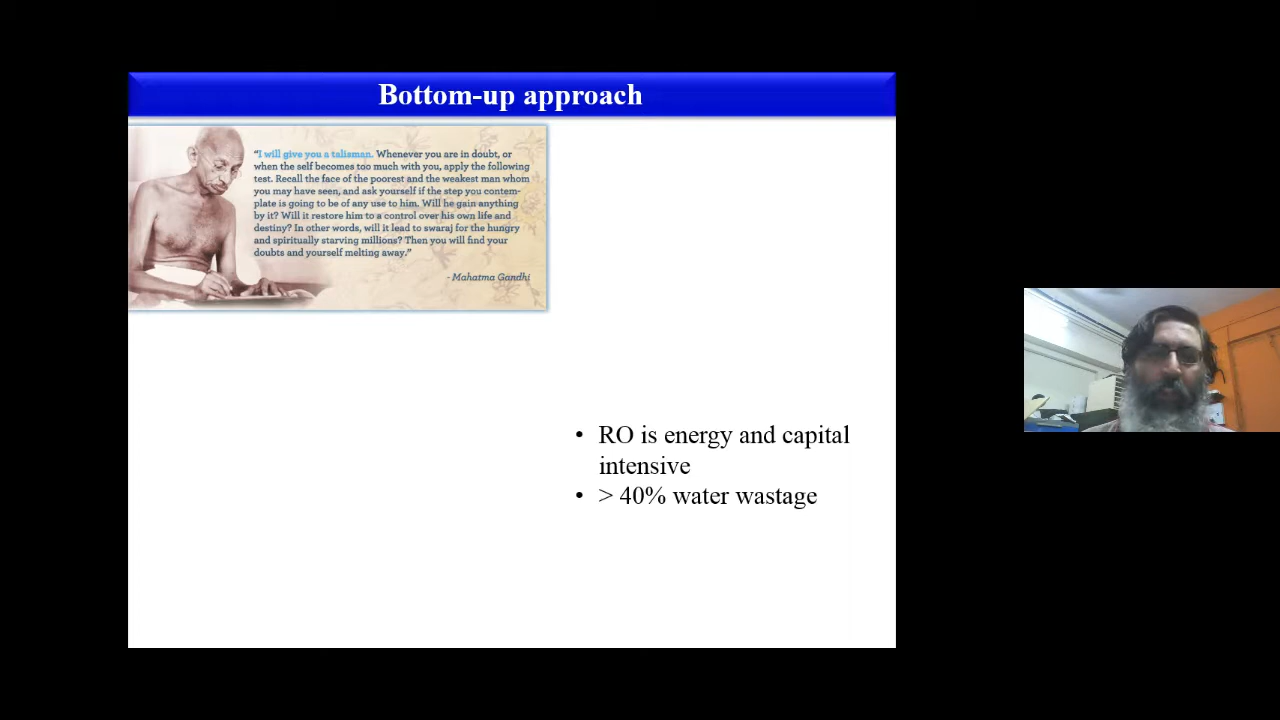 Bottom-up approach
“I will give you a talisman. Whenever you are in doubt, or
when the self becomes too much with you, apply the following
test. Recall the face of the poorest and the weakest man whom
you may have seen, and ask yourself if the step you contem-
plate is going to be of any use to him. Will he gain anything
by it? Will it restore him to a control over his own life and
destiny? In other words, will it lead to swaraj for the hungry
and spiritually starving millions? Then you will find your
doubts and yourself melting away.”
- Mahatma Gandhi
• RO is energy and capital
intensive
• > 40% water wastage